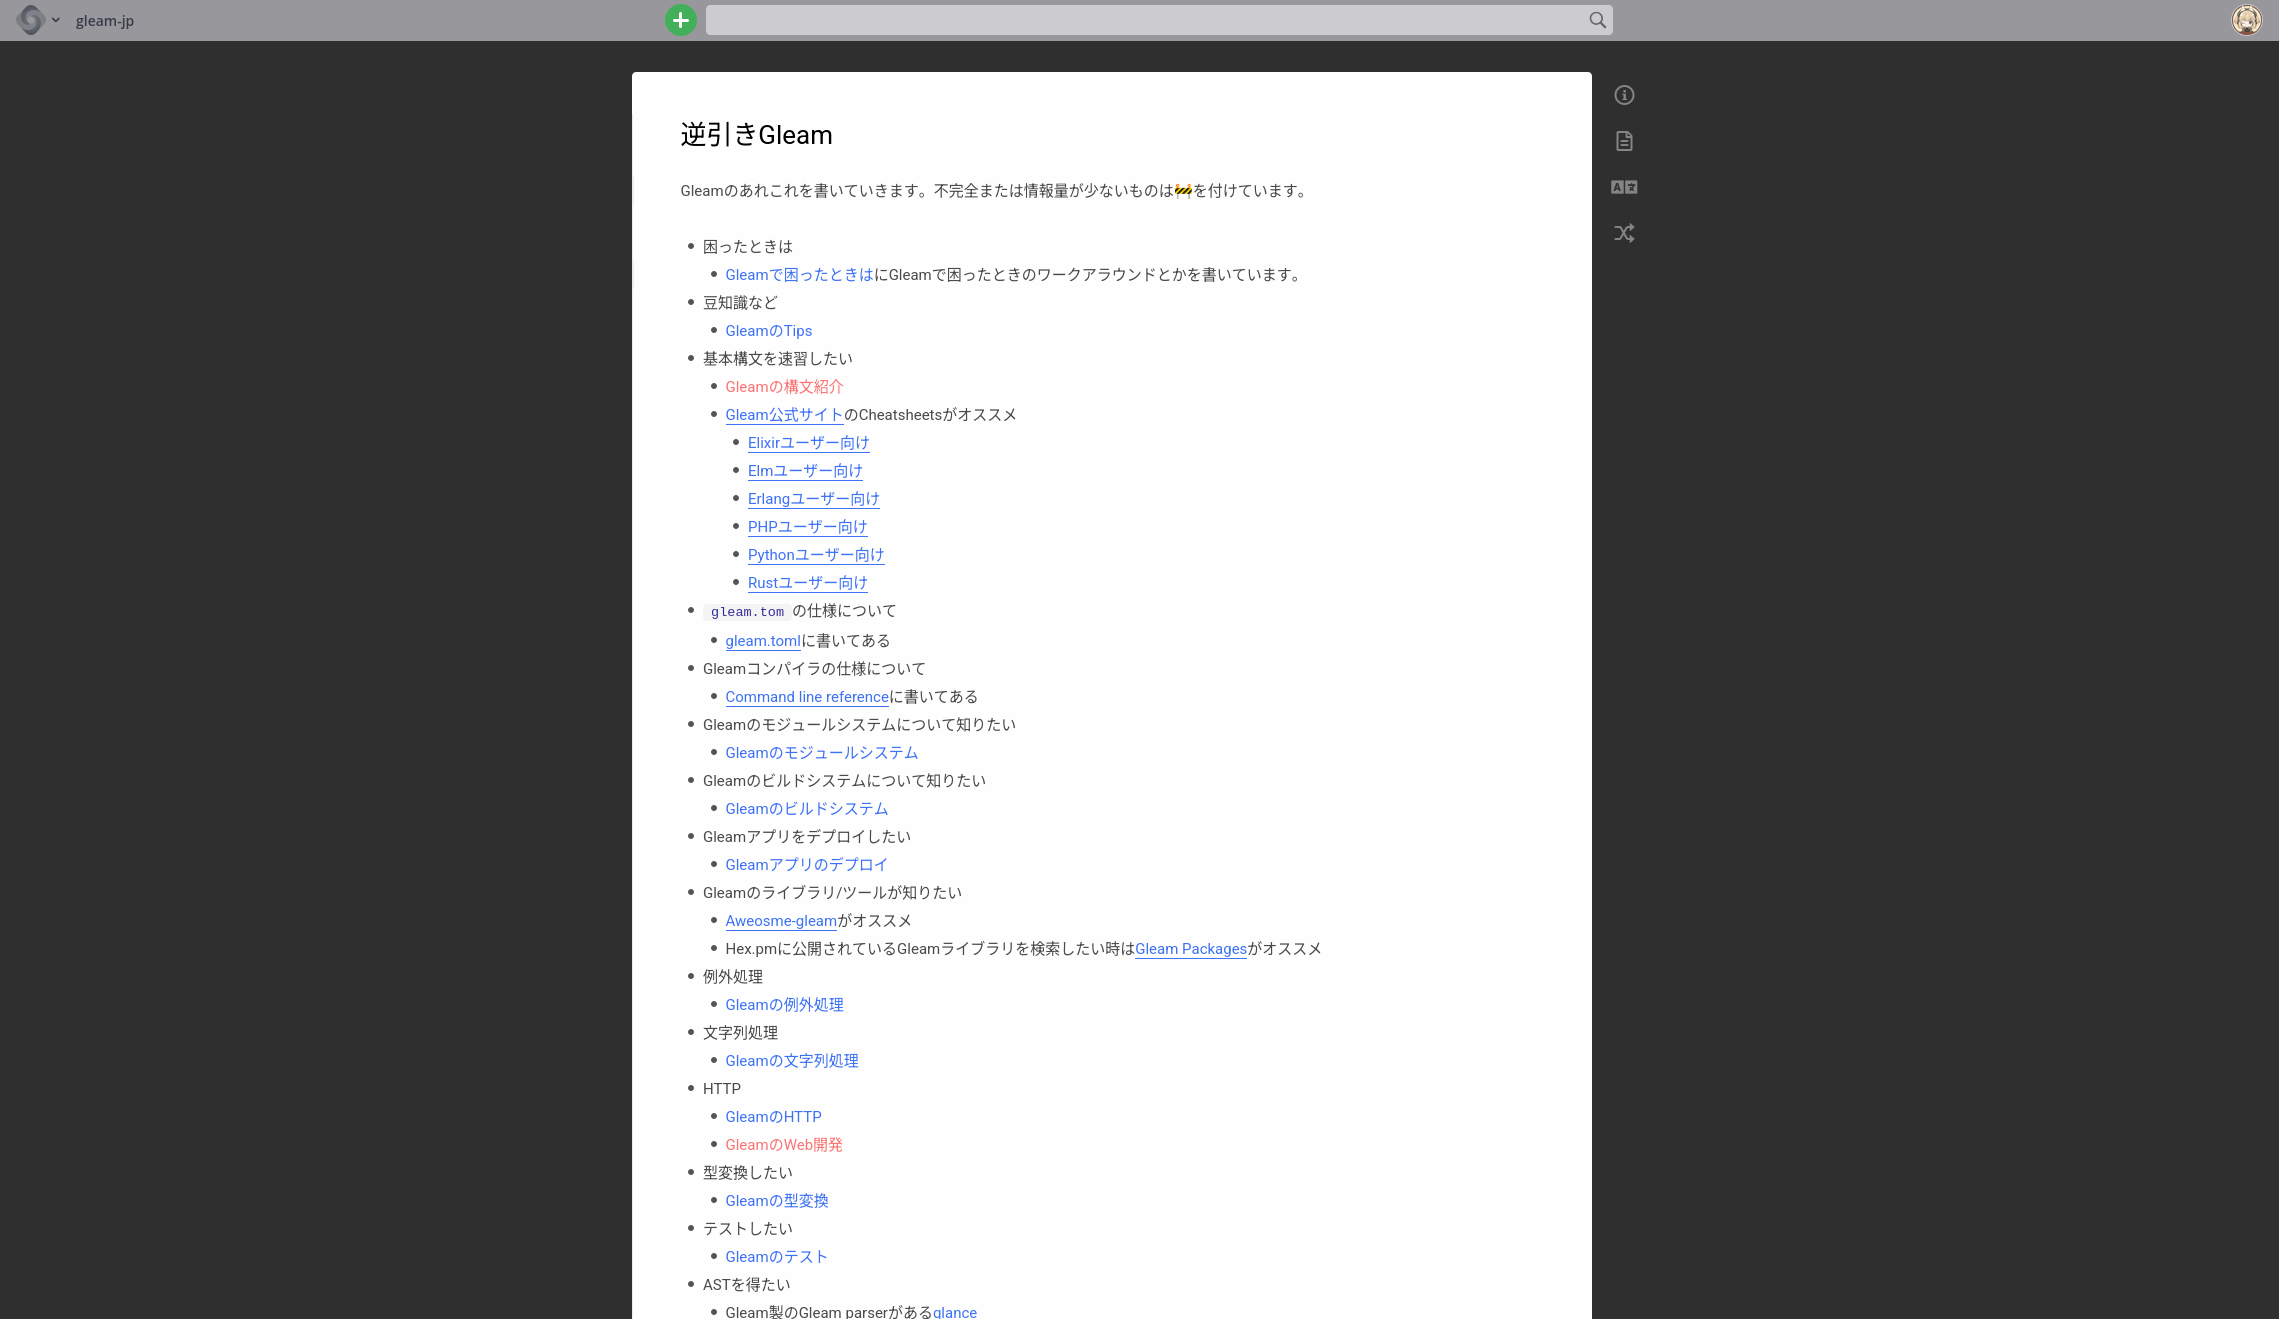 gleam-jp
逆引きGleam
Gleamのあれこれを書いていきます。不完全または情報量が少ないものは🚧を付けています。
困ったときは
Gleamで困ったときはにGleamで困ったときのワークアラウンドとかを書いています。
豆知識など
GleamのTips
基本構文を速習したい
Gleamの構文紹介
Gleam公式サイトのCheatsheetsがオススメ
Elixirユーザー向け
Elmユーザー向け
Erlangユーザー向け
PHPユーザー向け
Pythonユーザー向け
Rustユーザー向け
gleam.tomの仕様について
gleam.tomlに書いてある
Gleamコンパイラの仕様について
Command line referenceに書いてある
Gleamのモジュールシステムについて知りたい
Gleamのモジュールシステム
Gleamのビルドシステムについて知りたい
Gleamのビルドシステム
Gleamアプリをデプロイしたい
Gleamアプリのデプロイ
Gleamのライブラリ/ツールが知りたい
Aweosme-gleamがオススメ
Hex.pmに公開されているGleamライブラリを検索したい時はGleam Packagesがオススメ
例外処理
Gleamの例外処理
文字列処理
Gleamの文字列処理
HTTP
GleamのHTTP
GleamのWeb開発
型変換したい
Gleamの型変換
テストしたい
Gleamのテスト
ASTを得たい
Gleam製のGleam parserがあるglance